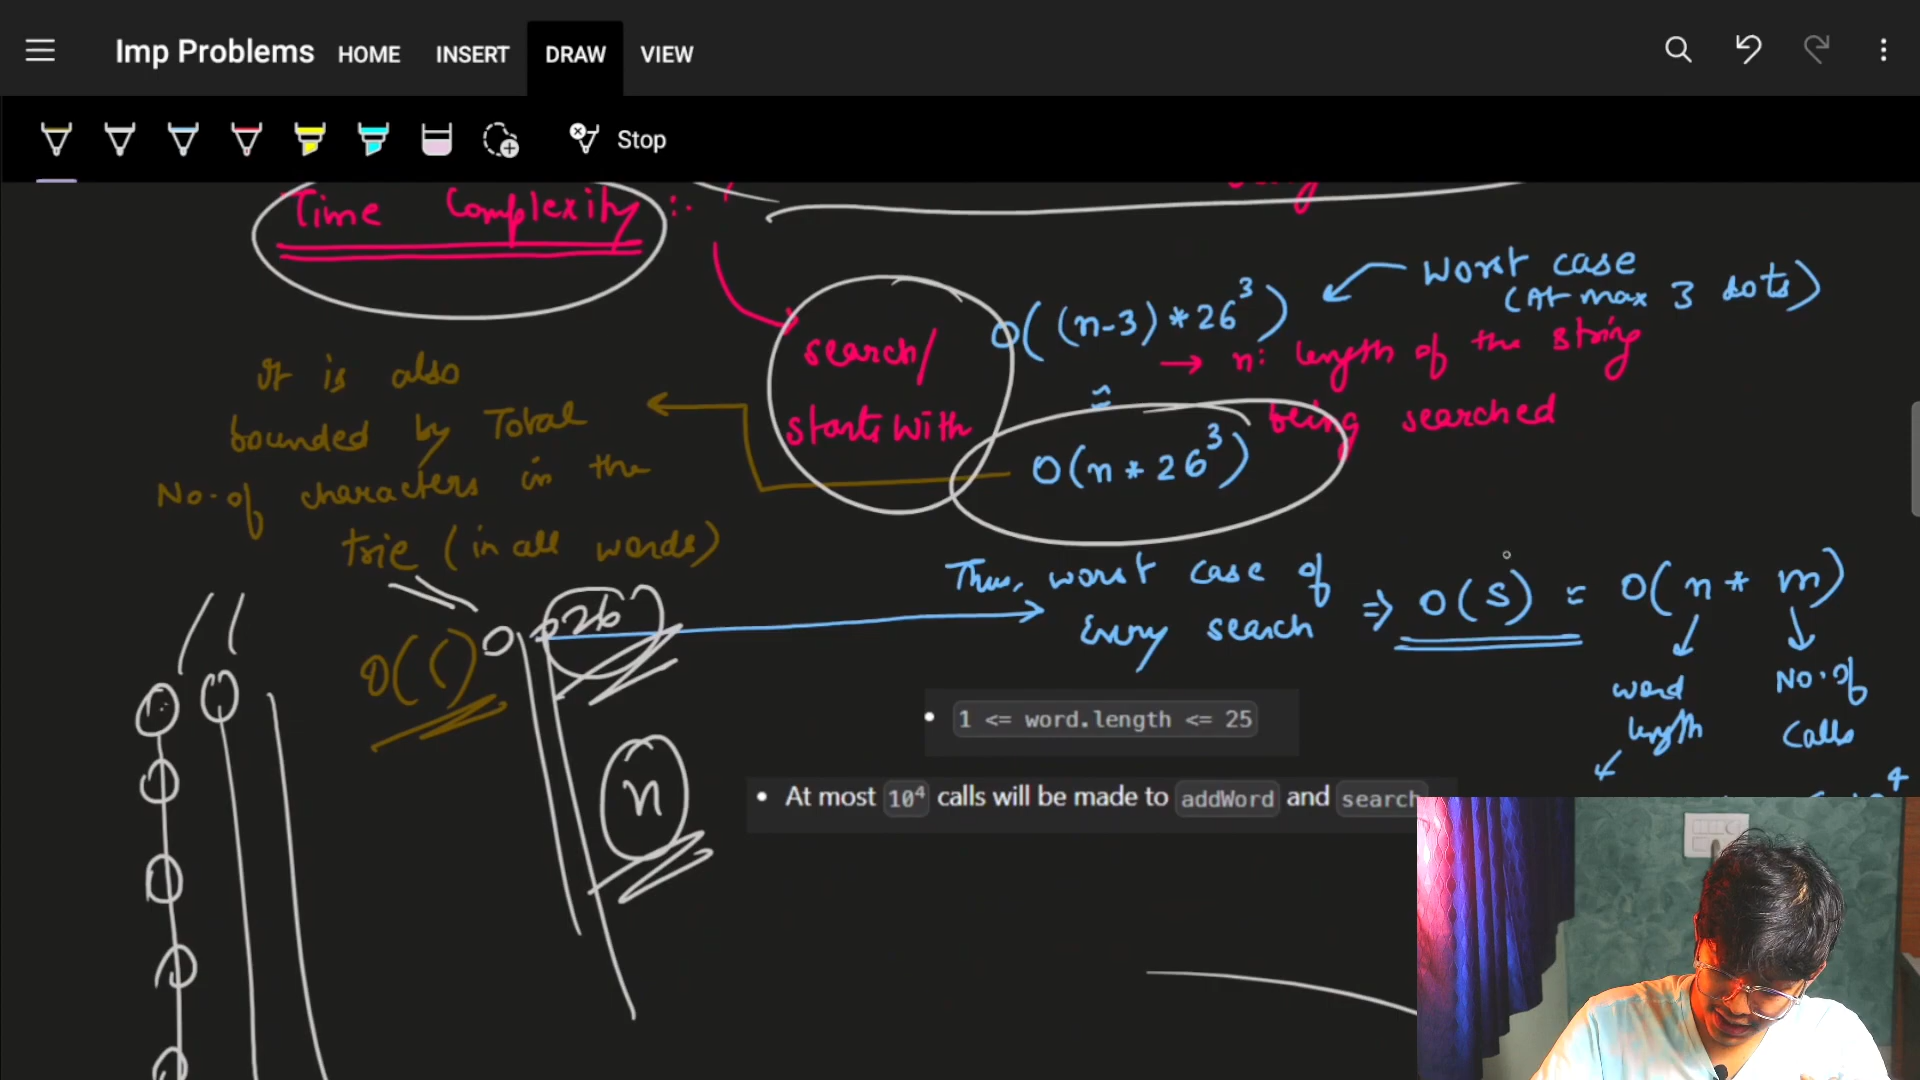 Imp Problems HOME INSERT DRAW VIEW
Stop
Time Complexity :.
search/
startsWith
O((n-3) * 26³)
Worst case
(At max 3 dots)
→ n: length of the string
being searched
≈
O(n * 26³)
It is also
bounded by Total
No. of characters in the
trie (in all words)
26
n
Thus, worst case of
Every search
⇒ O(S) = O(n * m)
word
length
No. of
Calls
4
• 1 <= word.length <= 25
• At most 10⁴ calls will be made to addWord and search